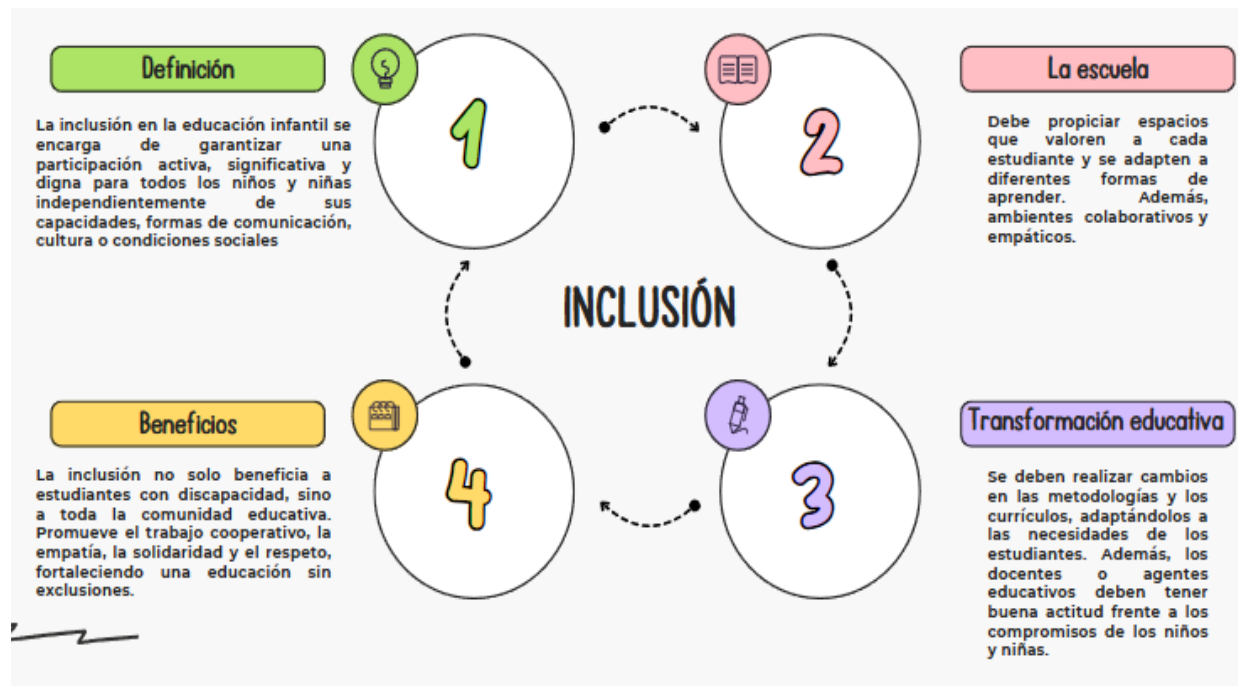 Definición
La inclusión en la educación infantil se
encarga de garantizar una
participación activa, significativa y
digna para todos los niños y niñas
independientemente de sus
capacidades, formas de comunicación,
cultura o condiciones sociales
1
2
La escuela
Debe propiciar espacios
que valoren a cada
estudiante y se adapten a
diferentes formas de
aprender. Además,
ambientes colaborativos y
empáticos.
INCLUSIÓN
Beneficios
La inclusión no solo beneficia a
estudiantes con discapacidad, sino
a toda la comunidad educativa.
Promueve el trabajo cooperativo, la
empatía, la solidaridad y el respeto,
fortaleciendo una educación sin
exclusiones.
4
3
Transformación educativa
Se deben realizar cambios
en las metodologías y los
currículos, adaptándolos a
las necesidades de los
estudiantes. Además, los
docentes o agentes
educativos deben tener
buena actitud frente a los
compromisos de los niños
y niñas.